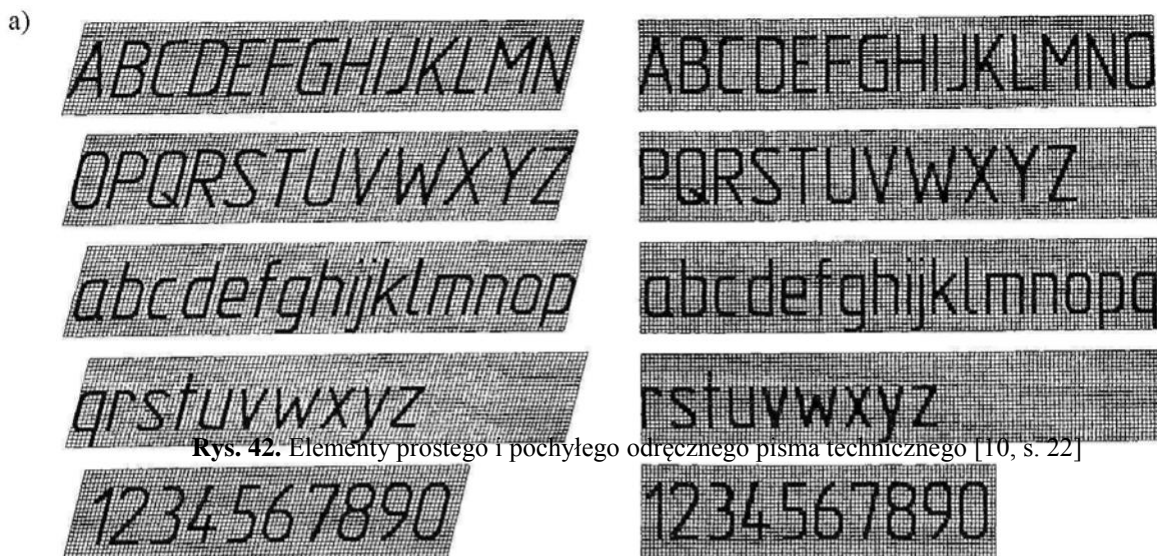 a)
ABCDEFGHIJKLMN
ABCDEFGHIJKLMNO
OPQRSTUVWXYZ
PQRSTUVWXYZ
abcdefghijklmnop
abcdefghijklmnopq
qrstuvwxyz
rstuvwxyz
Rys. 42. Elementy prostego i pochyłego odręcznego pisma technicznego [10, s. 22]
1234567890
1234567890